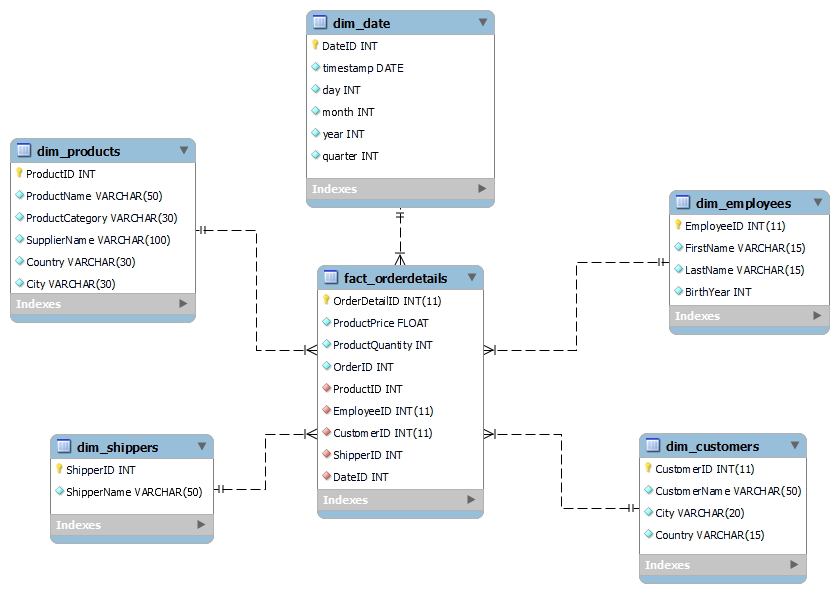 dim_date
DateID INT
timestamp DATE
day INT
month INT
year INT
quarter INT
Indexes
dim_products
ProductID INT
ProductName VARCHAR(50)
ProductCategory VARCHAR(30)
SupplierName VARCHAR(100)
Country VARCHAR(30)
City VARCHAR(30)
Indexes
dim_employees
EmployeeID INT(11)
FirstName VARCHAR(15)
LastName VARCHAR(15)
BirthYear INT
Indexes
fact_orderdetails
OrderDetailID INT(11)
ProductPrice FLOAT
ProductQuantity INT
OrderID INT
ProductID INT
EmployeeID INT(11)
CustomerID INT(11)
ShipperID INT
DateID INT
Indexes
dim_shippers
ShipperID INT
ShipperName VARCHAR(50)
Indexes
dim_customers
CustomerID INT(11)
CustomerName VARCHAR(50)
City VARCHAR(20)
Country VARCHAR(15)
Indexes